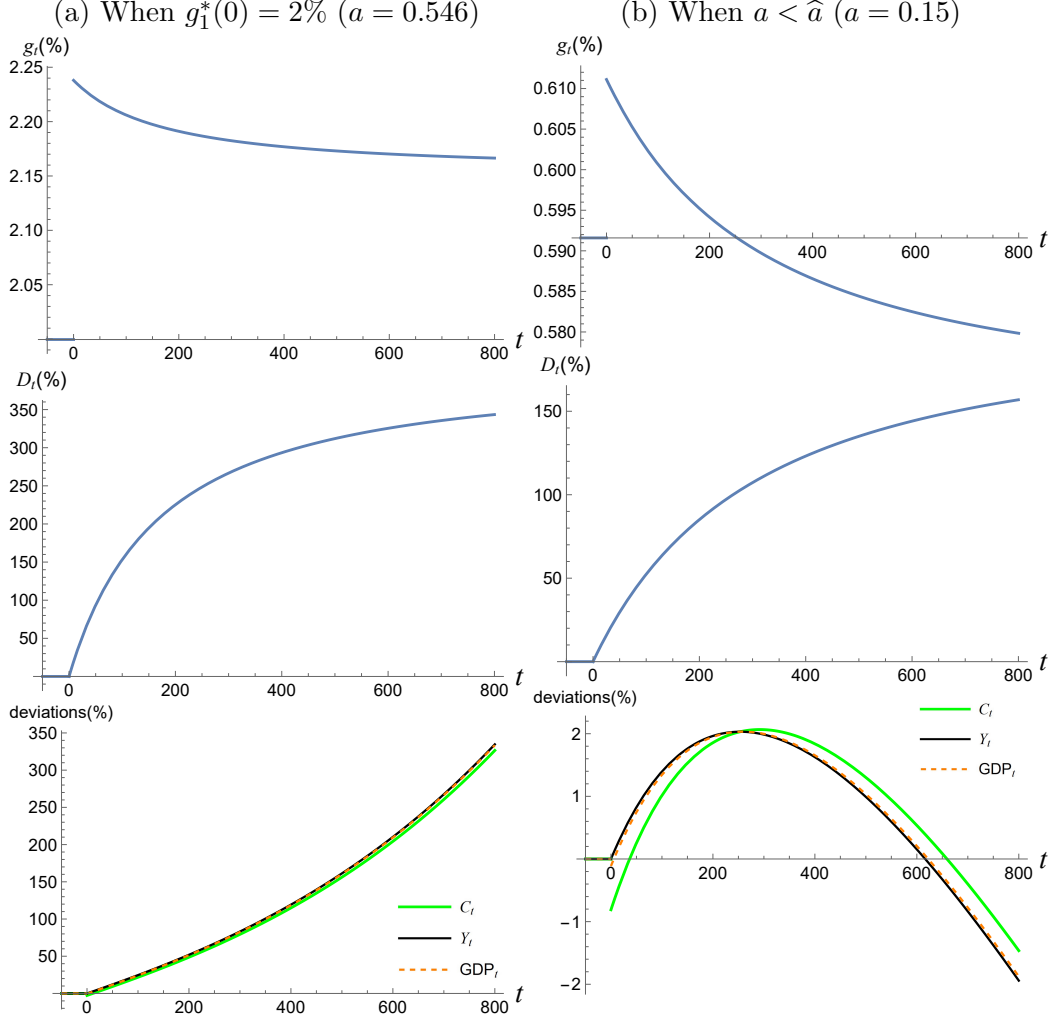 (a) When g₁*(0) = 2% (a = 0.546)
(b) When a < â (a = 0.15)
g_t(%)
2.25
2.20
2.15
2.10
2.05
0 200 400 600 800 t
g_t(%)
0.610
0.605
0.600
0.595
0.590
0.585
0.580
0 200 400 600 800 t
D_t(%)
350
300
250
200
150
100
50
0 200 400 600 800 t
D_t(%)
150
100
50
0 200 400 600 800 t
deviations(%)
350
300
250
200
150
100
50
0 200 400 600 800 t
C_t
Y_t
GDP_t
deviations(%)
2
1
-1
-2
0 200 400 600 800 t
C_t
Y_t
GDP_t